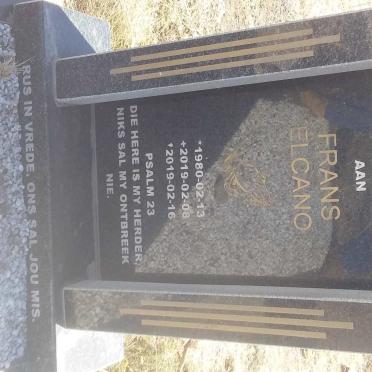 AAN
FRANS
ELCANO
*1980-02-13
+2019-02-08
+2019-02-16
PSALM 23
DIE HERE IS MY HERDER,
NIKS SAL MY ONTBREEK
NIE.
RUS IN VREDE, ONS SAL JOU MIS.